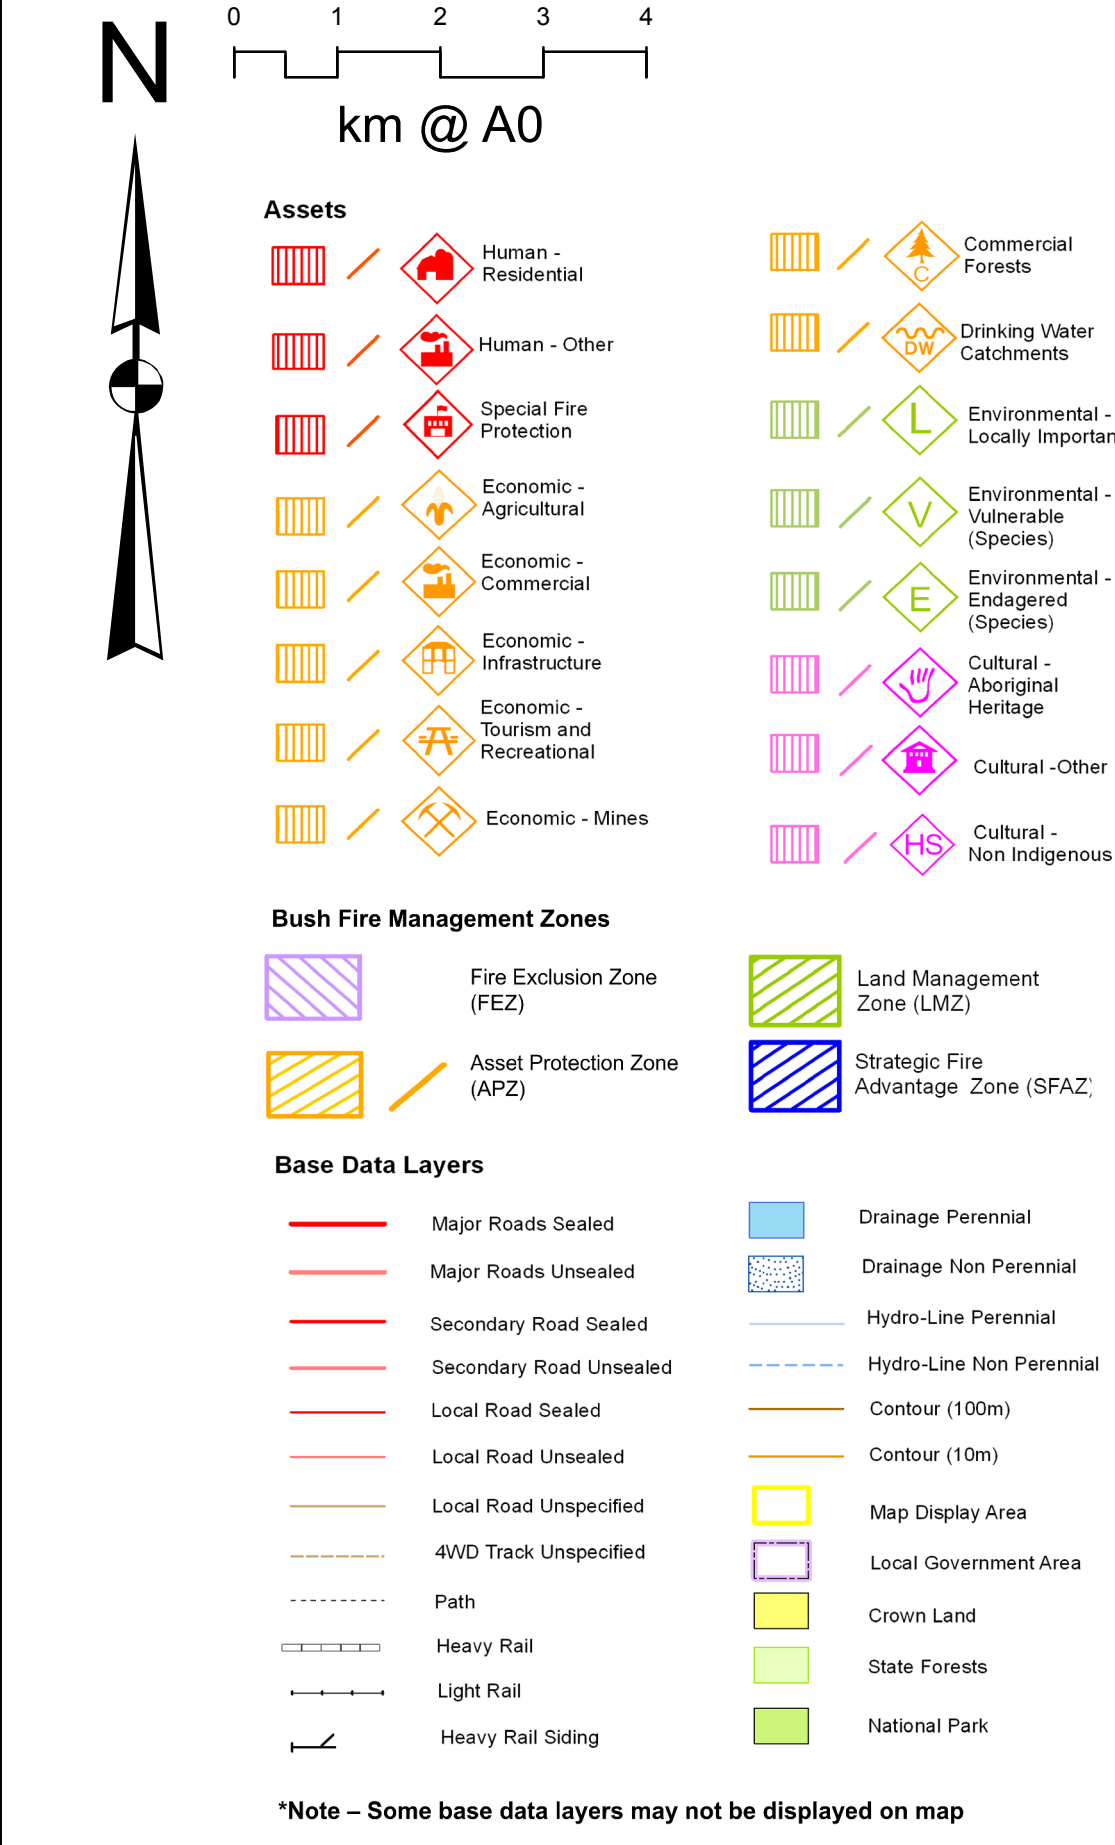 N
0 1 2 3 4
km @ A0
Assets
Human -
Residential
Human - Other
Special Fire
Protection
Economic -
Agricultural
Economic -
Commercial
Economic -
Infrastructure
Economic -
Tourism and
Recreational
Economic - Mines
C
Commercial
Forests
DW
Drinking Water
Catchments
L
Environmental -
Locally Importan
V
Environmental -
Vulnerable
(Species)
E
Environmental -
Endagered
(Species)
Cultural -
Aboriginal
Heritage
Cultural -Other
HS
Cultural -
Non Indigenous
Bush Fire Management Zones
Fire Exclusion Zone
(FEZ)
Asset Protection Zone
(APZ)
Land Management
Zone (LMZ)
Strategic Fire
Advantage Zone (SFAZ)
Base Data Layers
Major Roads Sealed
Major Roads Unsealed
Secondary Road Sealed
Secondary Road Unsealed
Local Road Sealed
Local Road Unsealed
Local Road Unspecified
4WD Track Unspecified
Path
Heavy Rail
Light Rail
Heavy Rail Siding
Drainage Perennial
Drainage Non Perennial
Hydro-Line Perennial
Hydro-Line Non Perennial
Contour (100m)
Contour (10m)
Map Display Area
Local Government Area
Crown Land
State Forests
National Park
*Note – Some base data layers may not be displayed on map